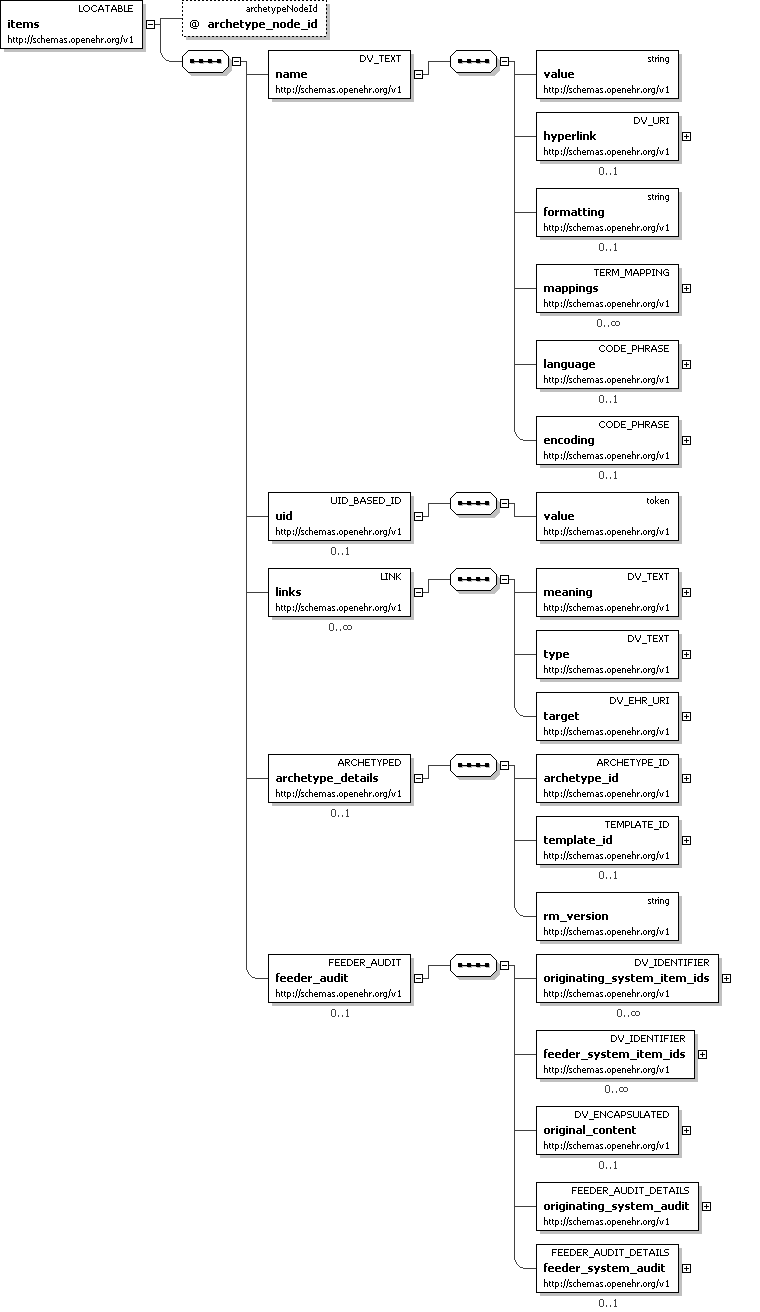 LOCATABLE
items
http://schemas.openehr.org/v1
archetypeNodeId
@ archetype_node_id
DV_TEXT
name
http://schemas.openehr.org/v1
string
value
http://schemas.openehr.org/v1
DV_URI
hyperlink
http://schemas.openehr.org/v1
0..1
string
formatting
http://schemas.openehr.org/v1
0..1
TERM_MAPPING
mappings
http://schemas.openehr.org/v1
0..∞
CODE_PHRASE
language
http://schemas.openehr.org/v1
0..1
CODE_PHRASE
encoding
http://schemas.openehr.org/v1
0..1
UID_BASED_ID
uid
http://schemas.openehr.org/v1
0..1
token
value
http://schemas.openehr.org/v1
LINK
links
http://schemas.openehr.org/v1
0..∞
DV_TEXT
meaning
http://schemas.openehr.org/v1
DV_TEXT
type
http://schemas.openehr.org/v1
DV_EHR_URI
target
http://schemas.openehr.org/v1
ARCHETYPED
archetype_details
http://schemas.openehr.org/v1
0..1
ARCHETYPE_ID
archetype_id
http://schemas.openehr.org/v1
TEMPLATE_ID
template_id
http://schemas.openehr.org/v1
0..1
string
rm_version
http://schemas.openehr.org/v1
FEEDER_AUDIT
feeder_audit
http://schemas.openehr.org/v1
0..1
DV_IDENTIFIER
originating_system_item_ids
http://schemas.openehr.org/v1
0..∞
DV_IDENTIFIER
feeder_system_item_ids
http://schemas.openehr.org/v1
0..∞
DV_ENCAPSULATED
original_content
http://schemas.openehr.org/v1
0..1
FEEDER_AUDIT_DETAILS
originating_system_audit
http://schemas.openehr.org/v1
FEEDER_AUDIT_DETAILS
feeder_system_audit
http://schemas.openehr.org/v1
0..1